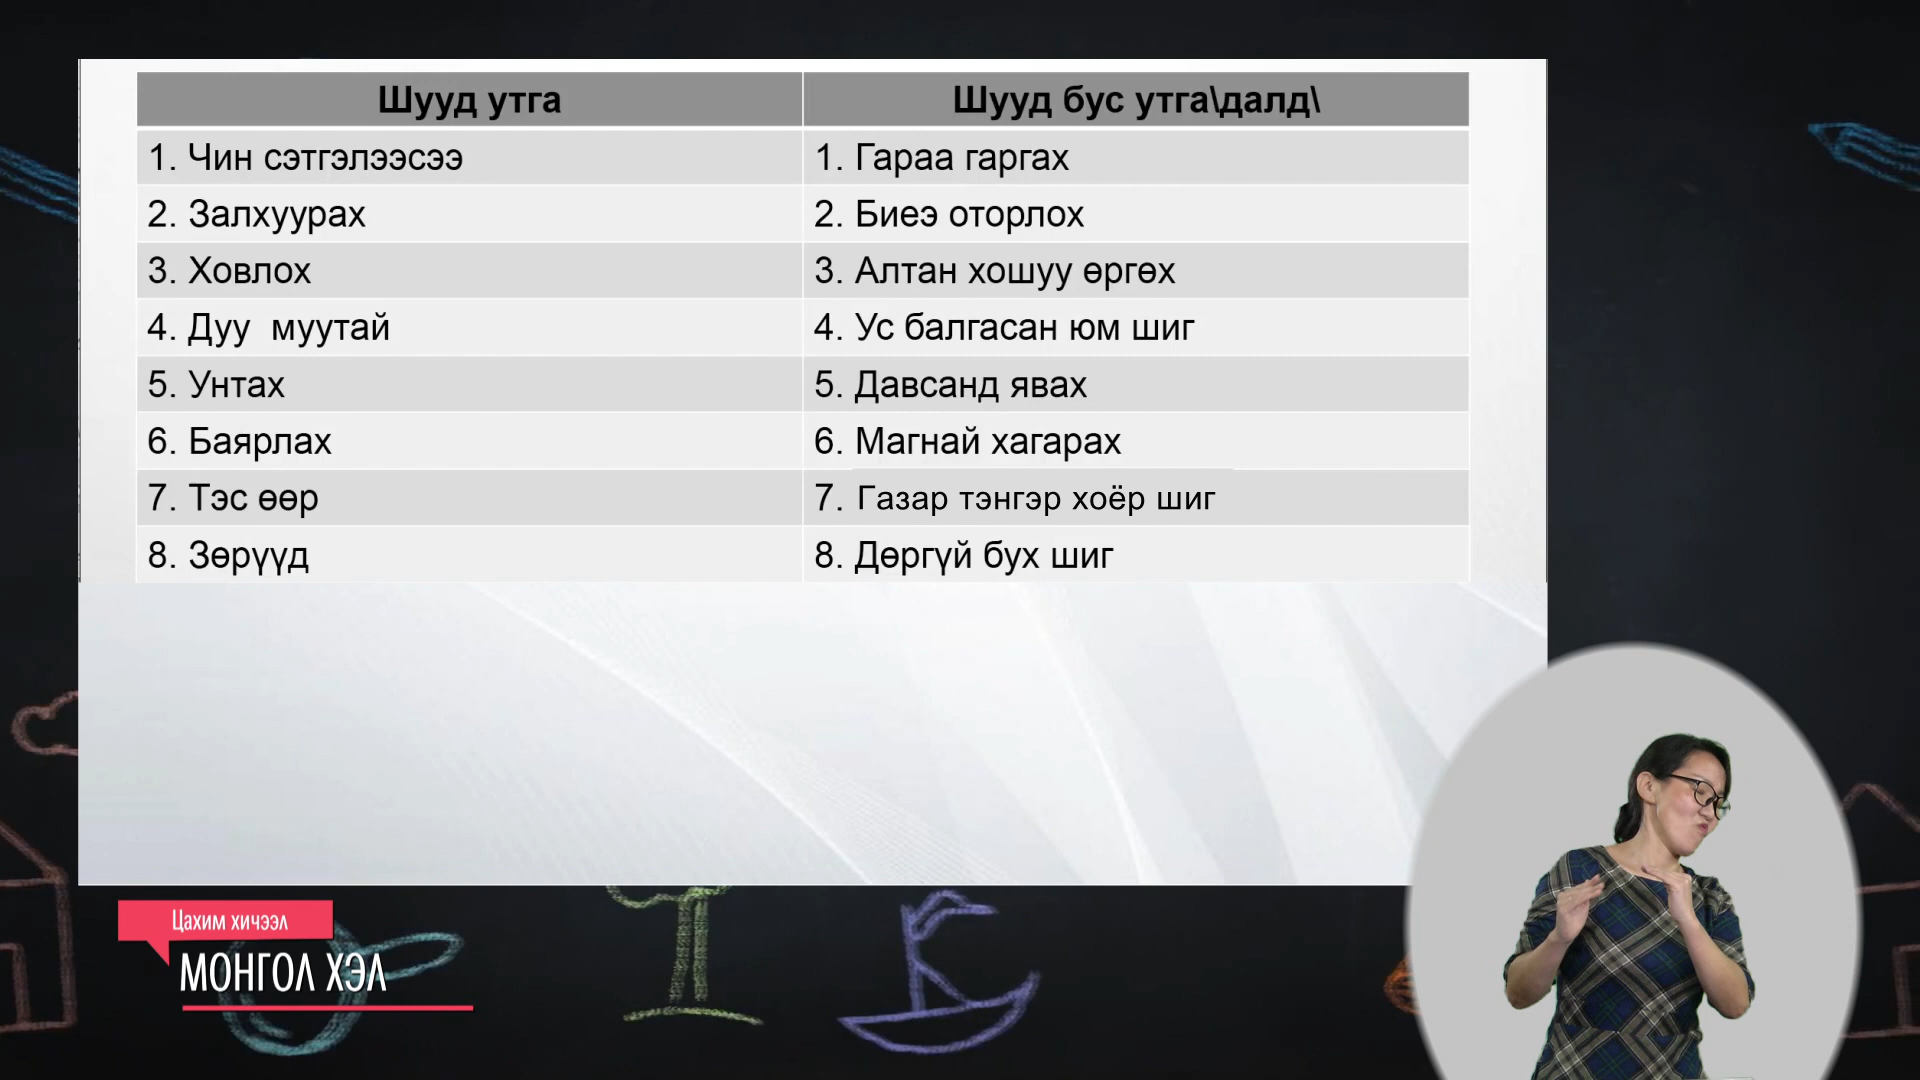 Шууд утга
Шууд бус утга\далд\
1. Чин сэтгэлээсээ
1. Гараа гаргах
2. Залхуурах
2. Биеэ оторлох
3. Ховлох
3. Алтан хошуу өргөх
4. Дуу  муутай
4. Ус балгасан юм шиг
5. Унтах
5. Давсанд явах
6. Баярлах
6. Магнай хагарах
7. Тэс өөр
7. Газар тэнгэр хоёр шиг
8. Зөрүүд
8. Дөргүй бух шиг
Цахим хичээл
МОНГОЛ ХЭЛ